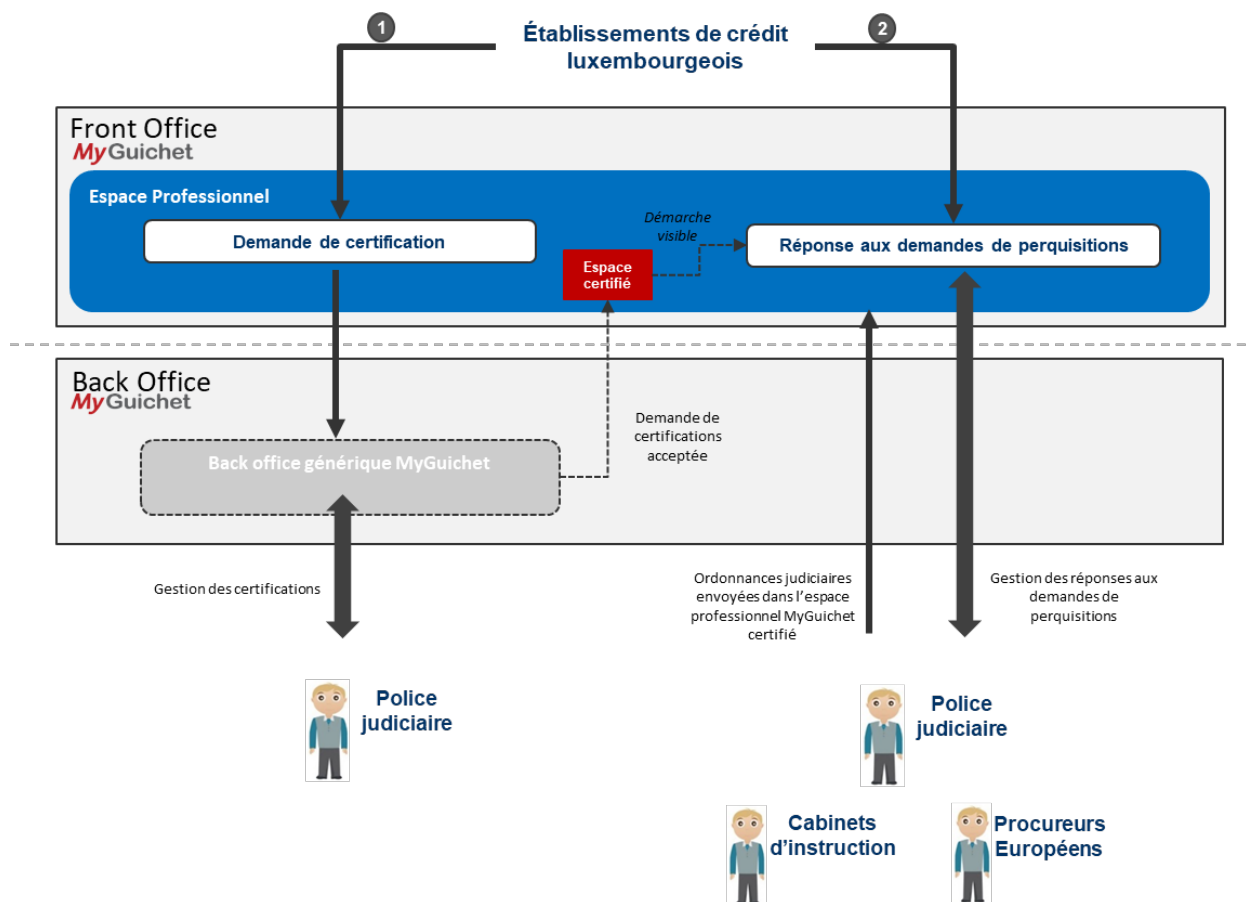 1
Établissements de crédit
luxembourgeois
2
Front Office
MyGuichet
Espace Professionnel
Demande de certification
Démarche
visible
Réponse aux demandes de perquisitions
Espace
certifié
Back Office
MyGuichet
Demande de
certifications
acceptée
Back office générique MyGuichet
Gestion des certifications
Ordonnances judiciaires
envoyées dans l'espace
professionnel MyGuichet
certifié
Gestion des réponses aux
demandes de
perquisitions
Police
judiciaire
Police
judiciaire
Cabinets
d'instruction
Procureurs
Européens